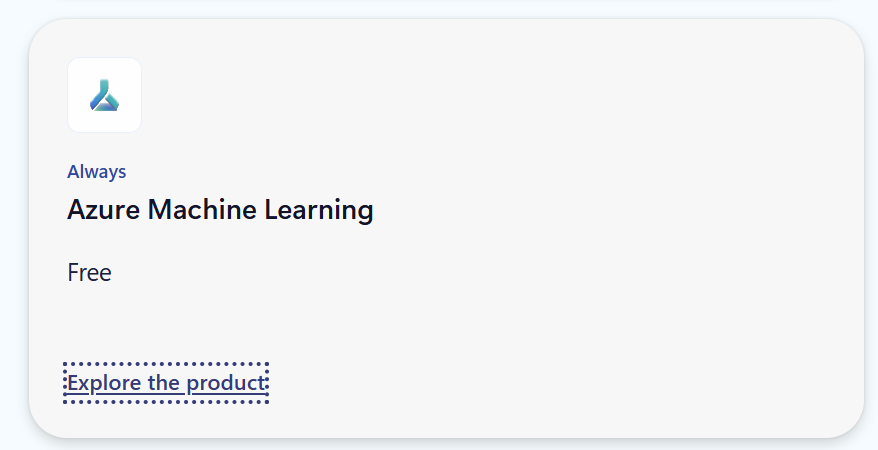 Always
Azure Machine Learning
Free
Explore the product